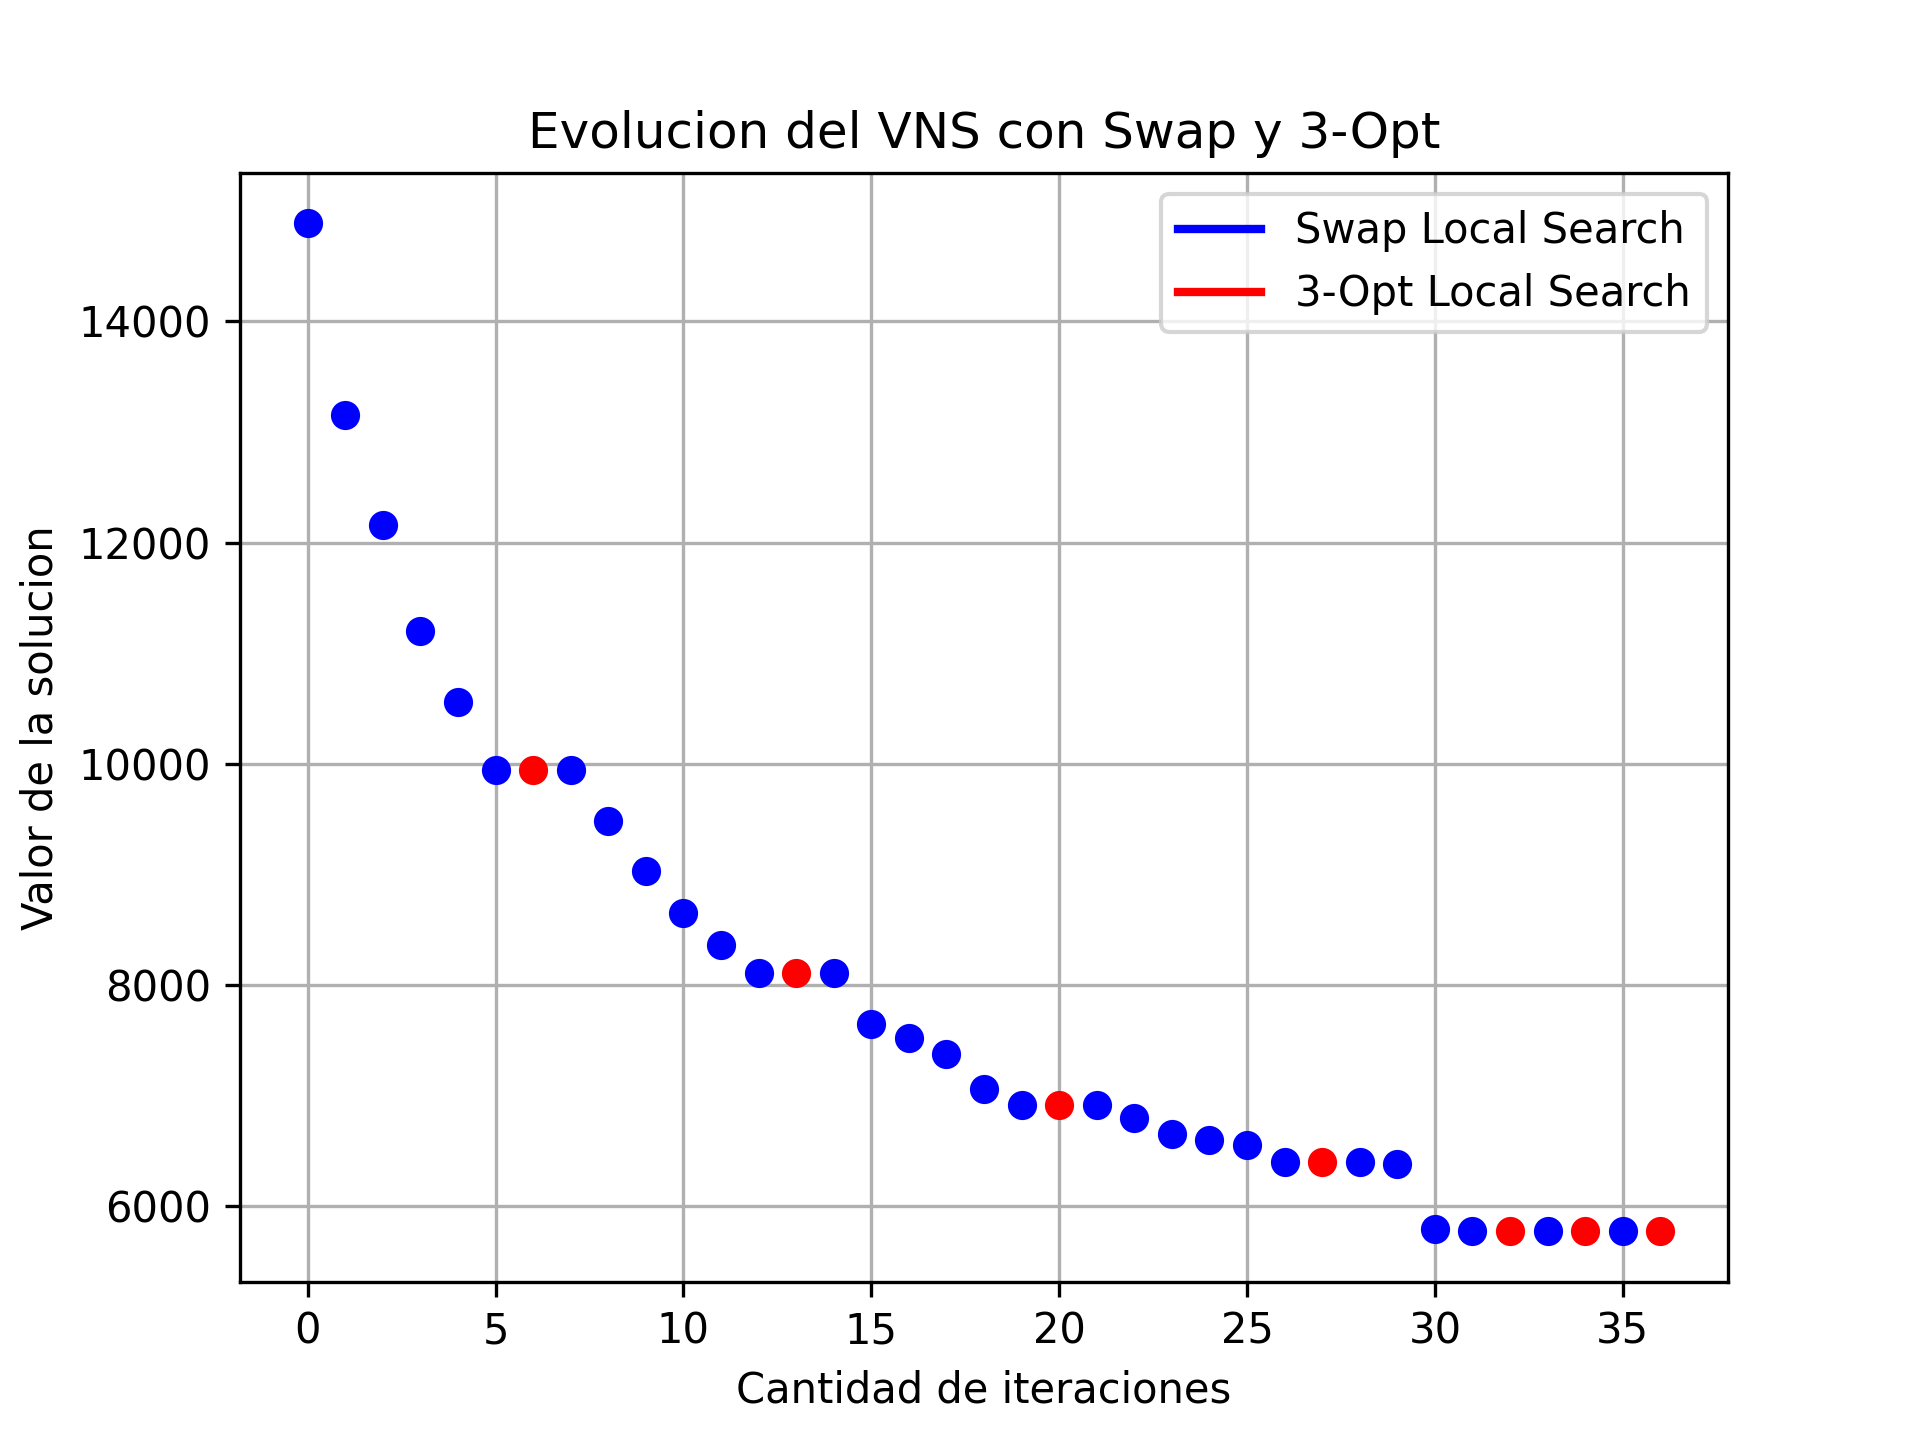 Evolucion del VNS con Swap y 3-Opt
Swap Local Search
3-Opt Local Search
Valor de la solucion
14000
12000
10000
8000
6000
0 5 10 15 20 25 30 35
Cantidad de iteraciones